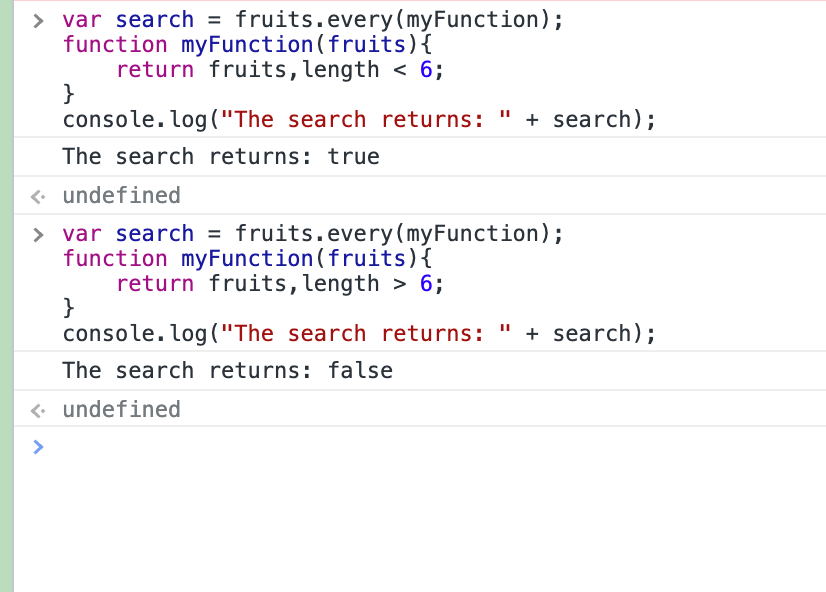 var search = fruits.every(myFunction);
function myFunction(fruits){
return fruits,length < 6;
}
console.log("The search returns: " + search);
The search returns: true
undefined
var search = fruits.every(myFunction);
function myFunction(fruits){
return fruits,length > 6;
}
console.log("The search returns: " + search);
The search returns: false
undefined